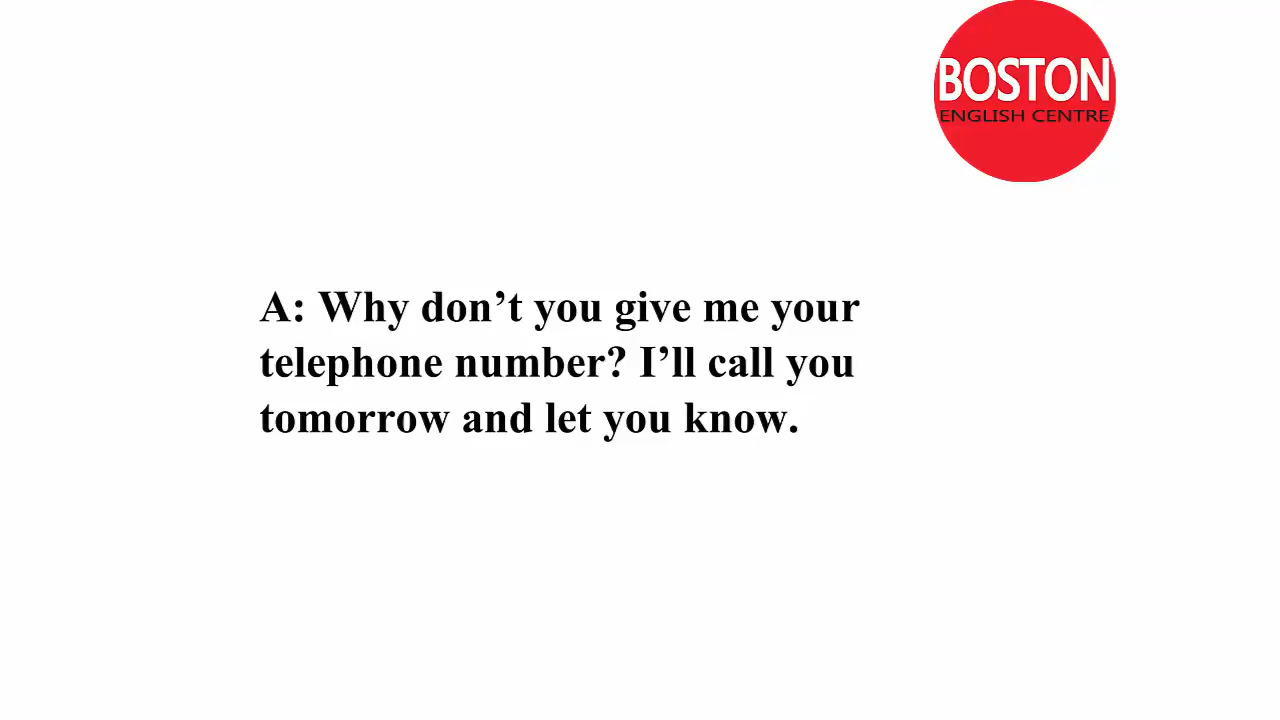 BOSTON
ENGLISH CENTRE
A: Why don’t you give me your
telephone number? I’ll call you
tomorrow and let you know.